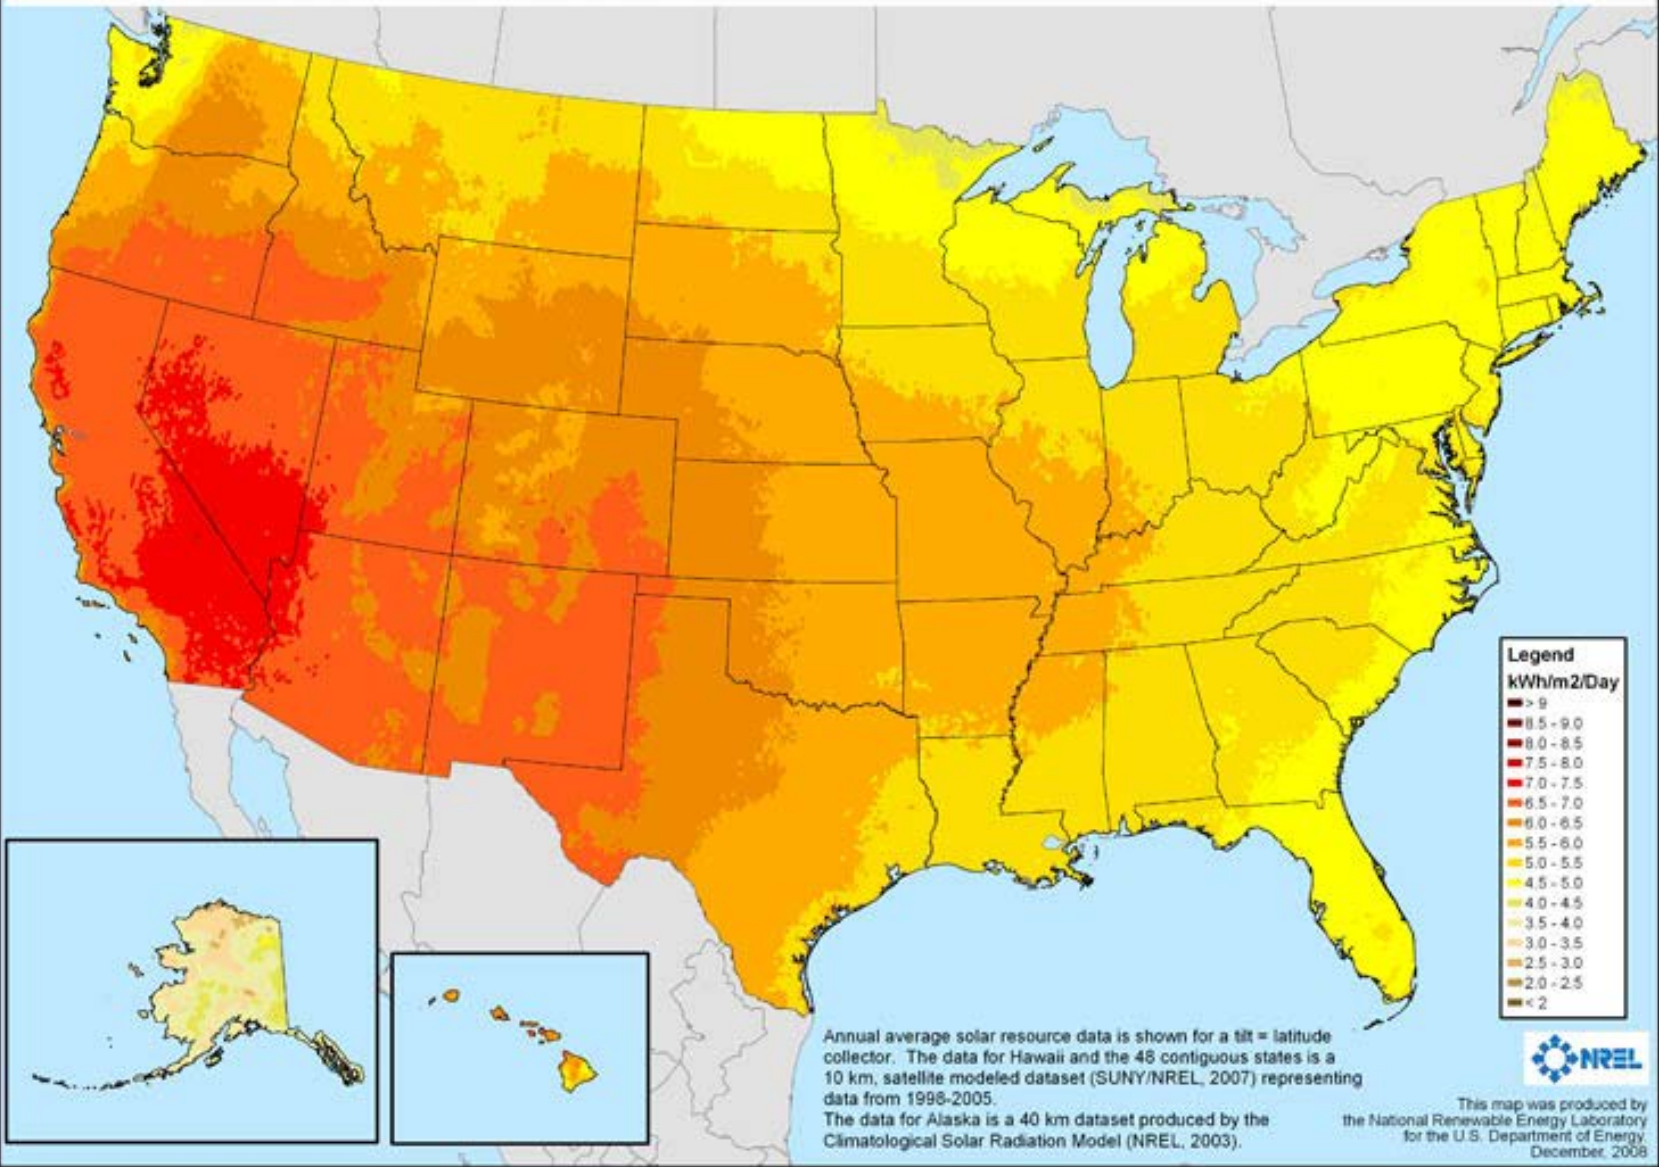 Legend
kWh/m2/Day
> 9
8.5 - 9.0
8.0 - 8.5
7.5 - 8.0
7.0 - 7.5
6.5 - 7.0
6.0 - 6.5
5.5 - 6.0
5.0 - 5.5
4.5 - 5.0
4.0 - 4.5
3.5 - 4.0
3.0 - 3.5
2.5 - 3.0
2.0 - 2.5
< 2
Annual average solar resource data is shown for a tilt = latitude
collector. The data for Hawaii and the 48 contiguous states is a
10 km, satellite modeled dataset (SUNY/NREL, 2007) representing
data from 1998-2005.
The data for Alaska is a 40 km dataset produced by the
Climatological Solar Radiation Model (NREL, 2003).
NREL
This map was produced by
the National Renewable Energy Laboratory
for the U.S. Department of Energy.
December, 2008